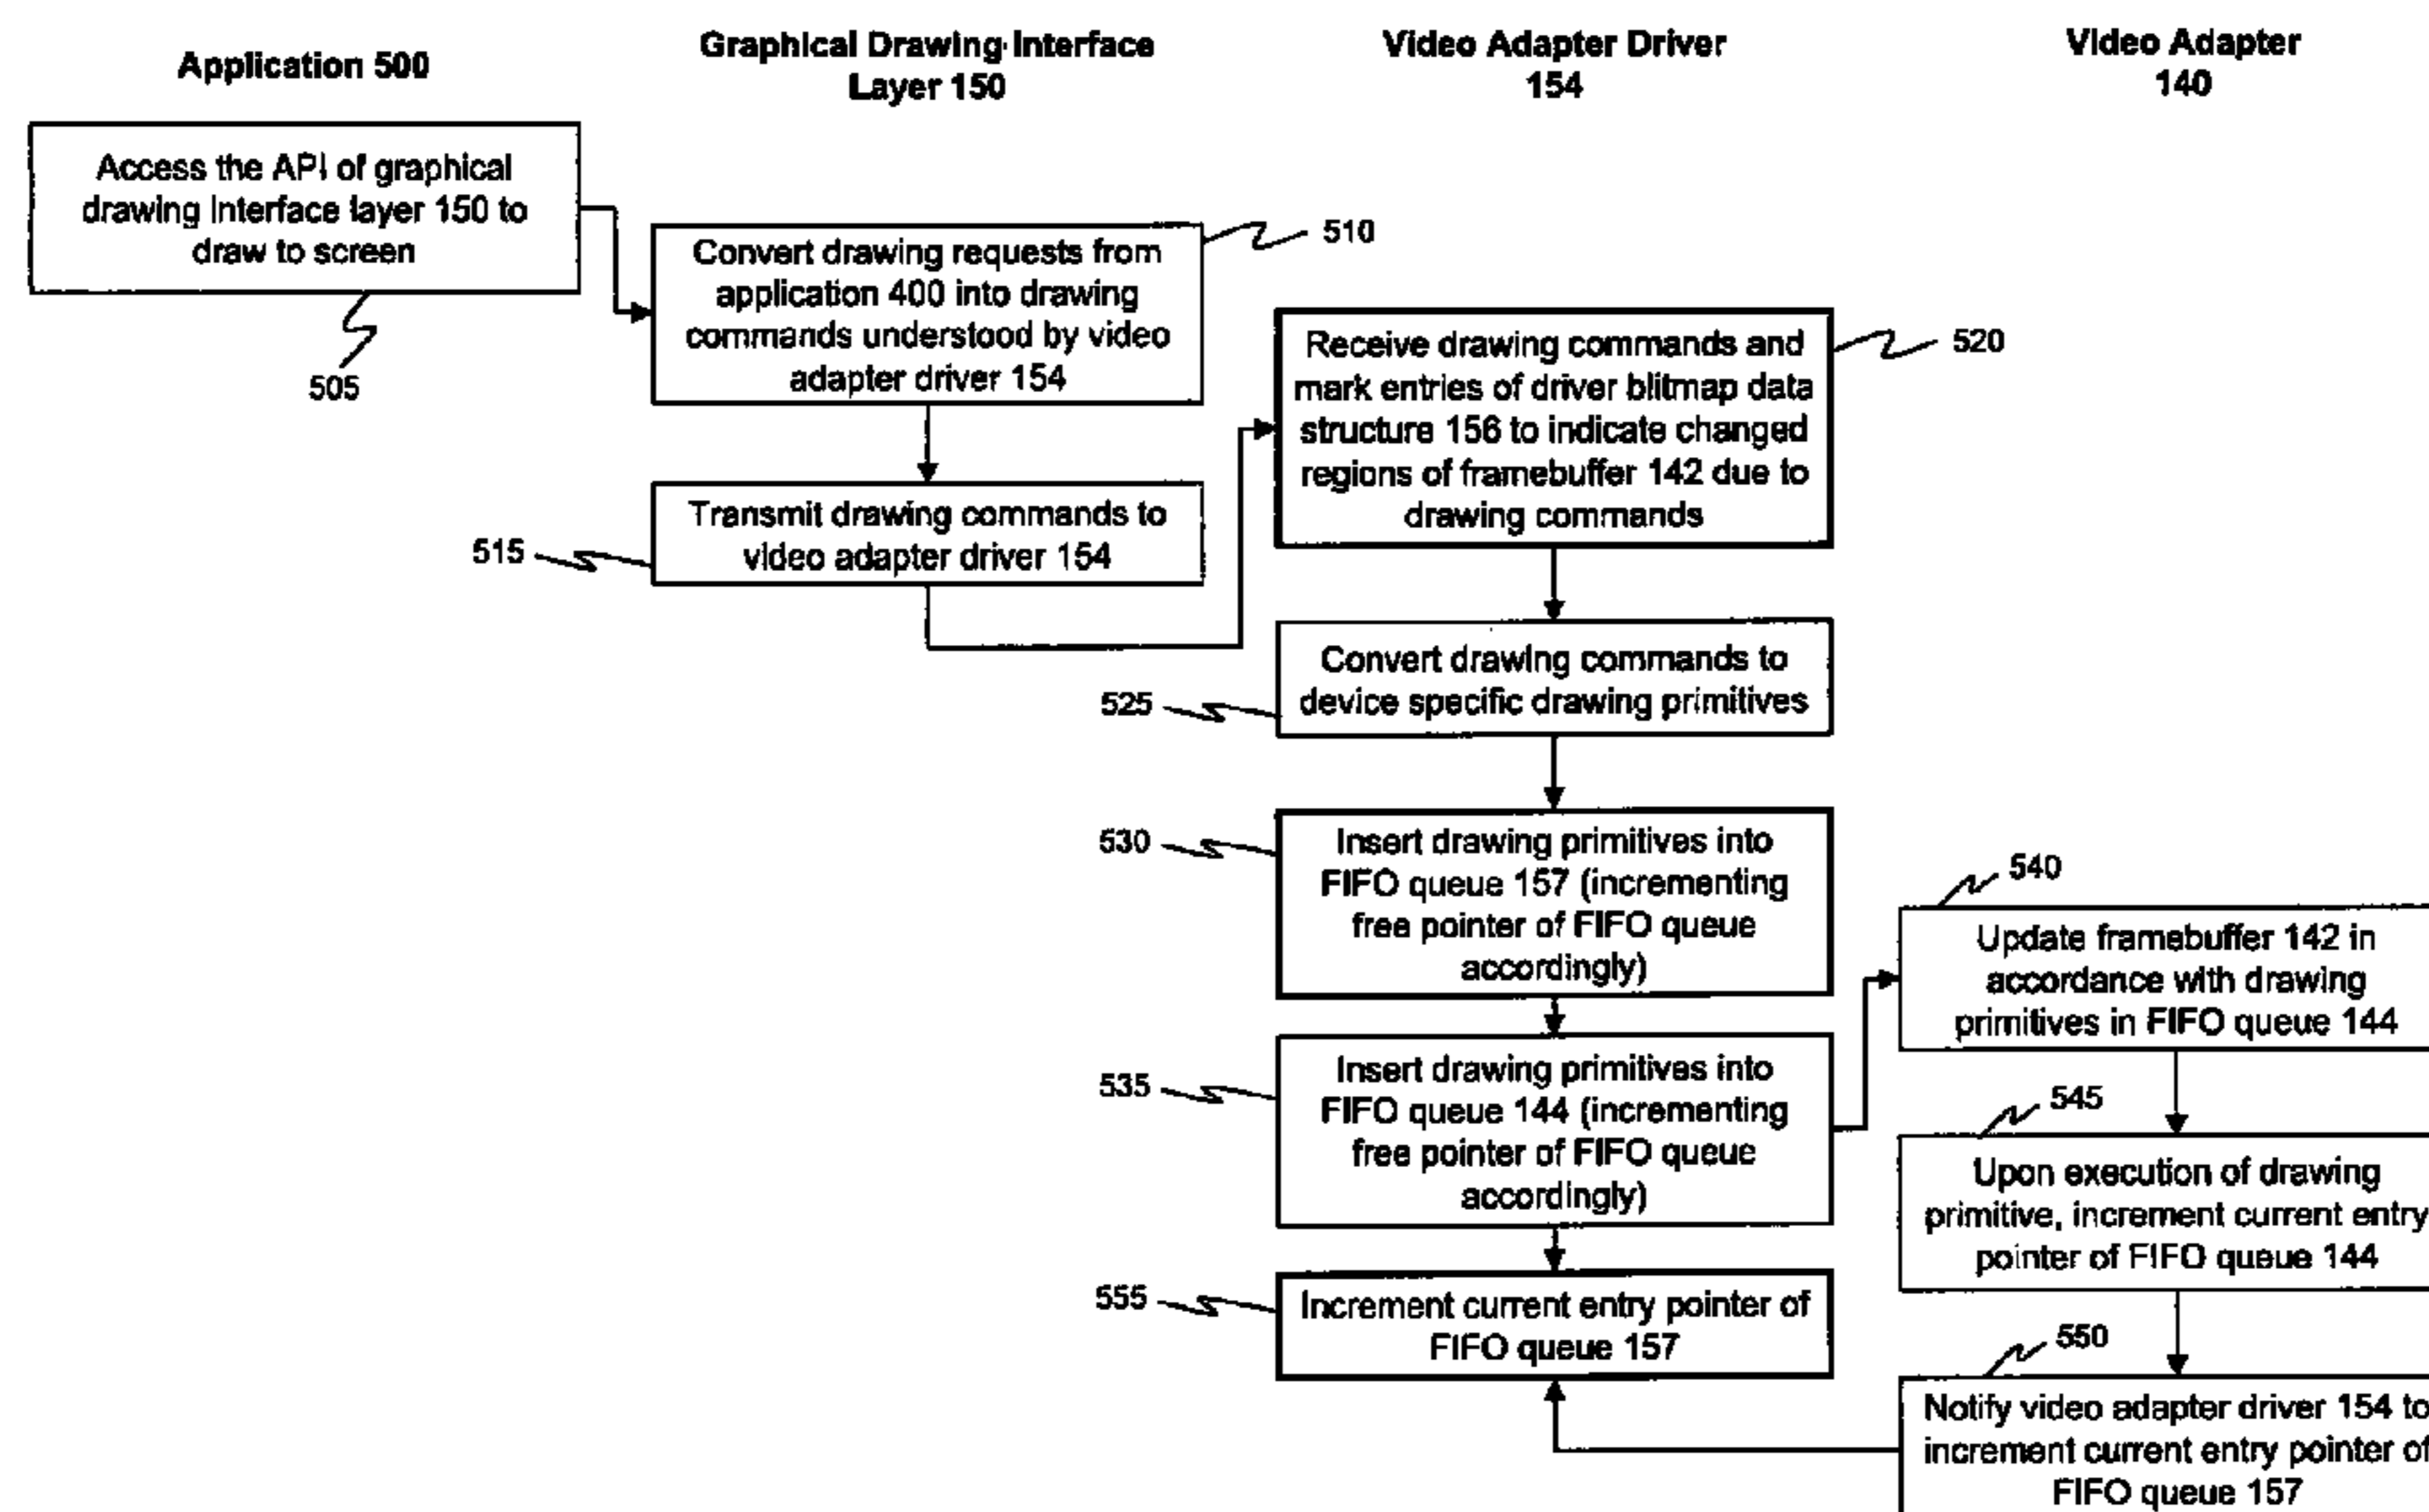 Application 500
Graphical Drawing Interface
Layer 150
Video Adapter Driver
154
Video Adapter
140
Access the API of graphical
drawing interface layer 150 to
draw to screen
505
Convert drawing requests from
application 400 into drawing
commands understood by video
adapter driver 154
510
Transmit drawing commands to
video adapter driver 154
515
Receive drawing commands and
mark entries of driver blitmap data
structure 156 to indicate changed
regions of framebuffer 142 due to
drawing commands
520
Convert drawing commands to
device specific drawing primitives
525
Insert drawing primitives into
FIFO queue 157 (incrementing
free pointer of FIFO queue
accordingly)
530
Insert drawing primitives into
FIFO queue 144 (incrementing
free pointer of FIFO queue
accordingly)
535
540
Update framebuffer 142 in
accordance with drawing
primitives in FIFO queue 144
545
Upon execution of drawing
primitive, increment current entry
pointer of FIFO queue 144
550
Notify video adapter driver 154 to
increment current entry pointer of
FIFO queue 157
555
Increment current entry pointer of
FIFO queue 157